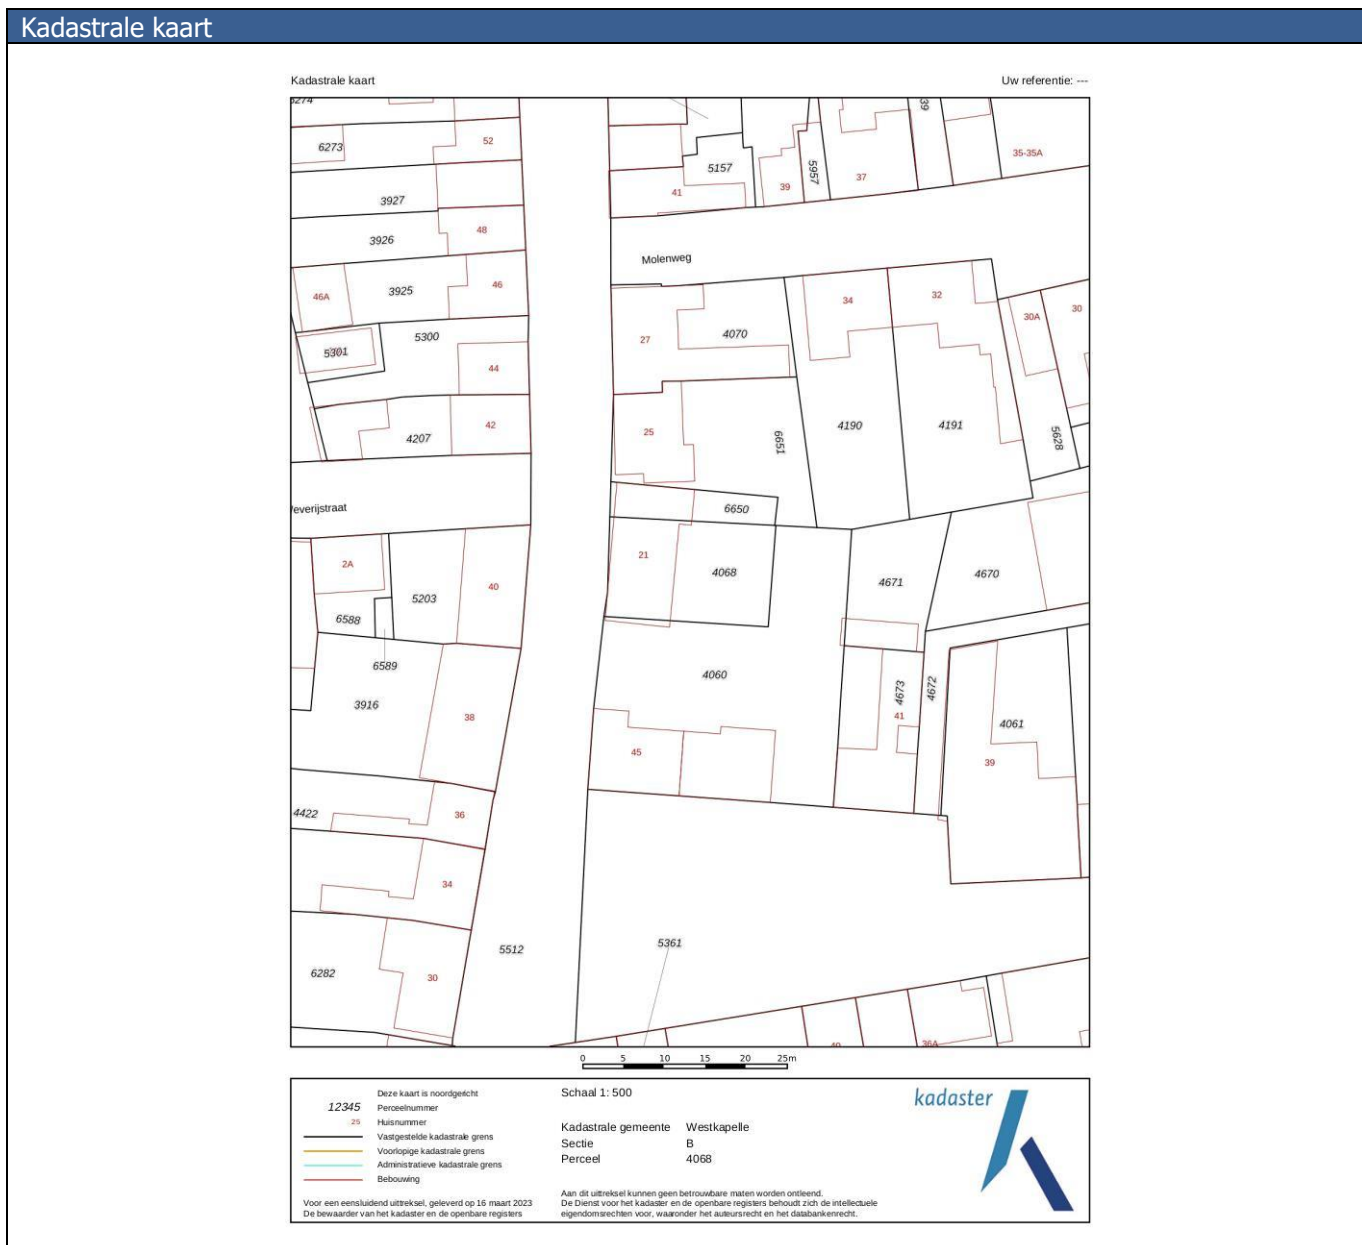 Kadastrale kaart
Kadastrale kaart
Uw referentie: ---
6274
39
6273
52
5157
5957
35-35A
37
41
39
3927
3926
48
Molenweg
46A
3925
46
34
32
30A
30
5301
5300
27
4070
44
4207
42
25
6651
4190
4191
5628
6650
2A
21
4068
4671
4670
5203
40
6588
6589
4060
3916
38
4673
4672
41
4061
45
39
4422
36
34
5512
5361
6282
30
40
36A
0 5 10 15 20 25m
Deze kaart is noordgericht
12345 Perceelnummer
25 Huisnummer
Vastgestelde kadastrale grens
Voorlopige kadastrale grens
Administratieve kadastrale grens
Bebouwing
Voor een eensluidend uittreksel, geleverd op 16 maart 2023
De bewaarder van het kadaster en de openbare registers
Schaal 1: 500
Kadastrale gemeente Westkapelle
Sectie B
Perceel 4068
Aan dit uittreksel kunnen geen betrouwbare maten worden ontleend.
De Dienst voor het kadaster en de openbare registers behoudt zich de intellectuele
eigendomsrechten voor, waaronder het auteursrecht en het databankenrecht.
kadaster